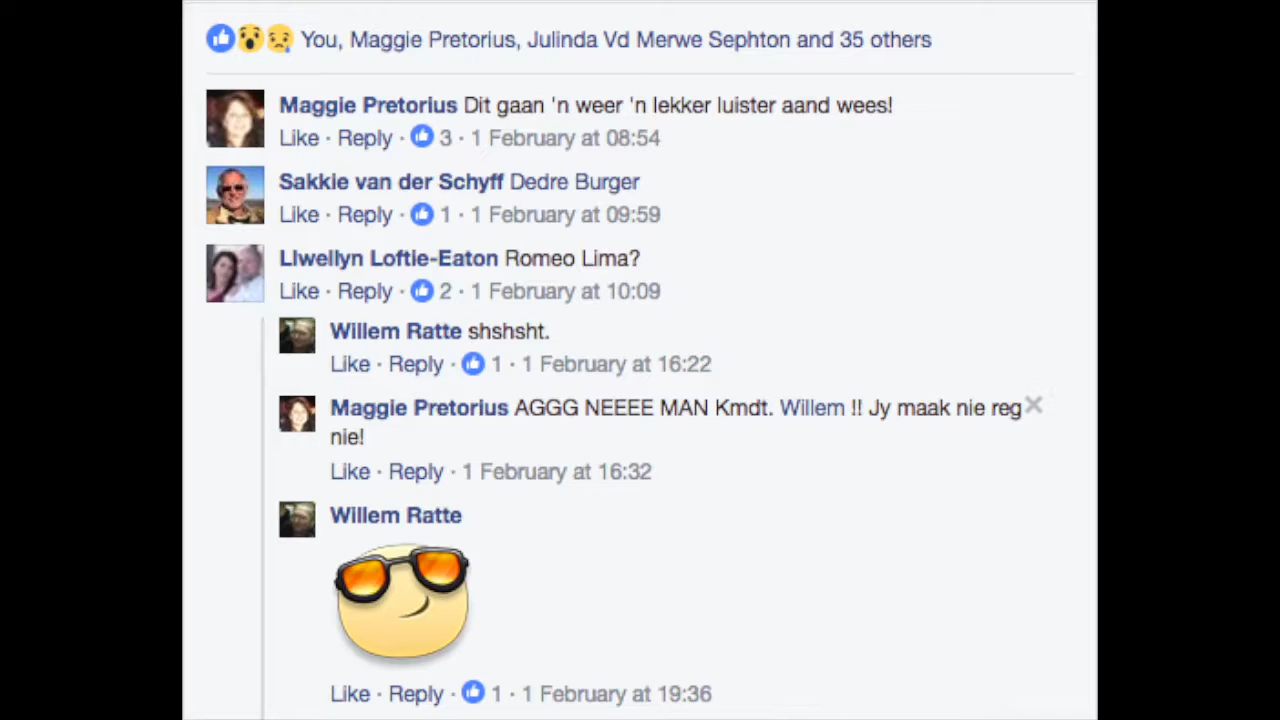 You, Maggie Pretorius, Julinda Vd Merwe Sephton and 35 others
Maggie Pretorius Dit gaan 'n weer 'n lekker luister aand wees!
Like · Reply · 3 · 1 February at 08:54
Sakkie van der Schyff Dedre Burger
Like · Reply · 1 · 1 February at 09:59
Llwellyn Loftie-Eaton Romeo Lima?
Like · Reply · 2 · 1 February at 10:09
Willem Ratte shshsht.
Like · Reply · 1 · 1 February at 16:22
Maggie Pretorius AGGG NEEEE MAN Kmdt. Willem !! Jy maak nie reg
nie!
Like · Reply · 1 February at 16:32
Willem Ratte
Like · Reply · 1 · 1 February at 19:36